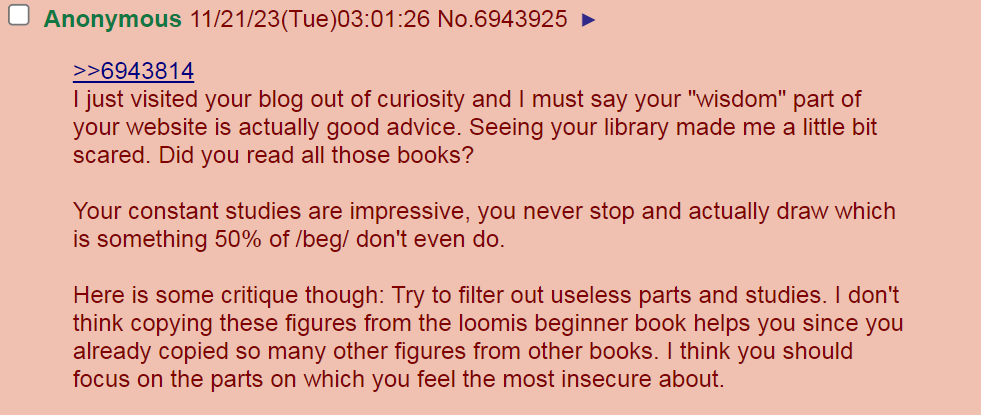 Anonymous 11/21/23(Tue)03:01:26 No.6943925 ▶
>>6943814
I just visited your blog out of curiosity and I must say your "wisdom" part of
your website is actually good advice. Seeing your library made me a little bit
scared. Did you read all those books?
Your constant studies are impressive, you never stop and actually draw which
is something 50% of /beg/ don't even do.
Here is some critique though: Try to filter out useless parts and studies. I don't
think copying these figures from the loomis beginner book helps you since you
already copied so many other figures from other books. I think you should
focus on the parts on which you feel the most insecure about.